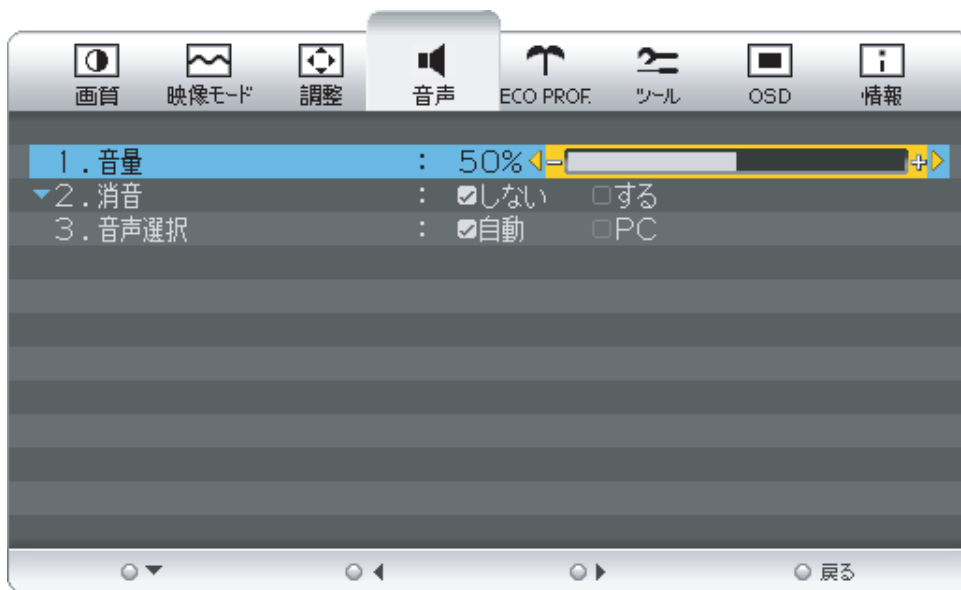 画質 映像モード 調整 音声 ECO PROF. ツール OSD 情報
1.音量 : 50% - +
2.消音 : しない する
3.音声選択 : 自動 PC
戻る